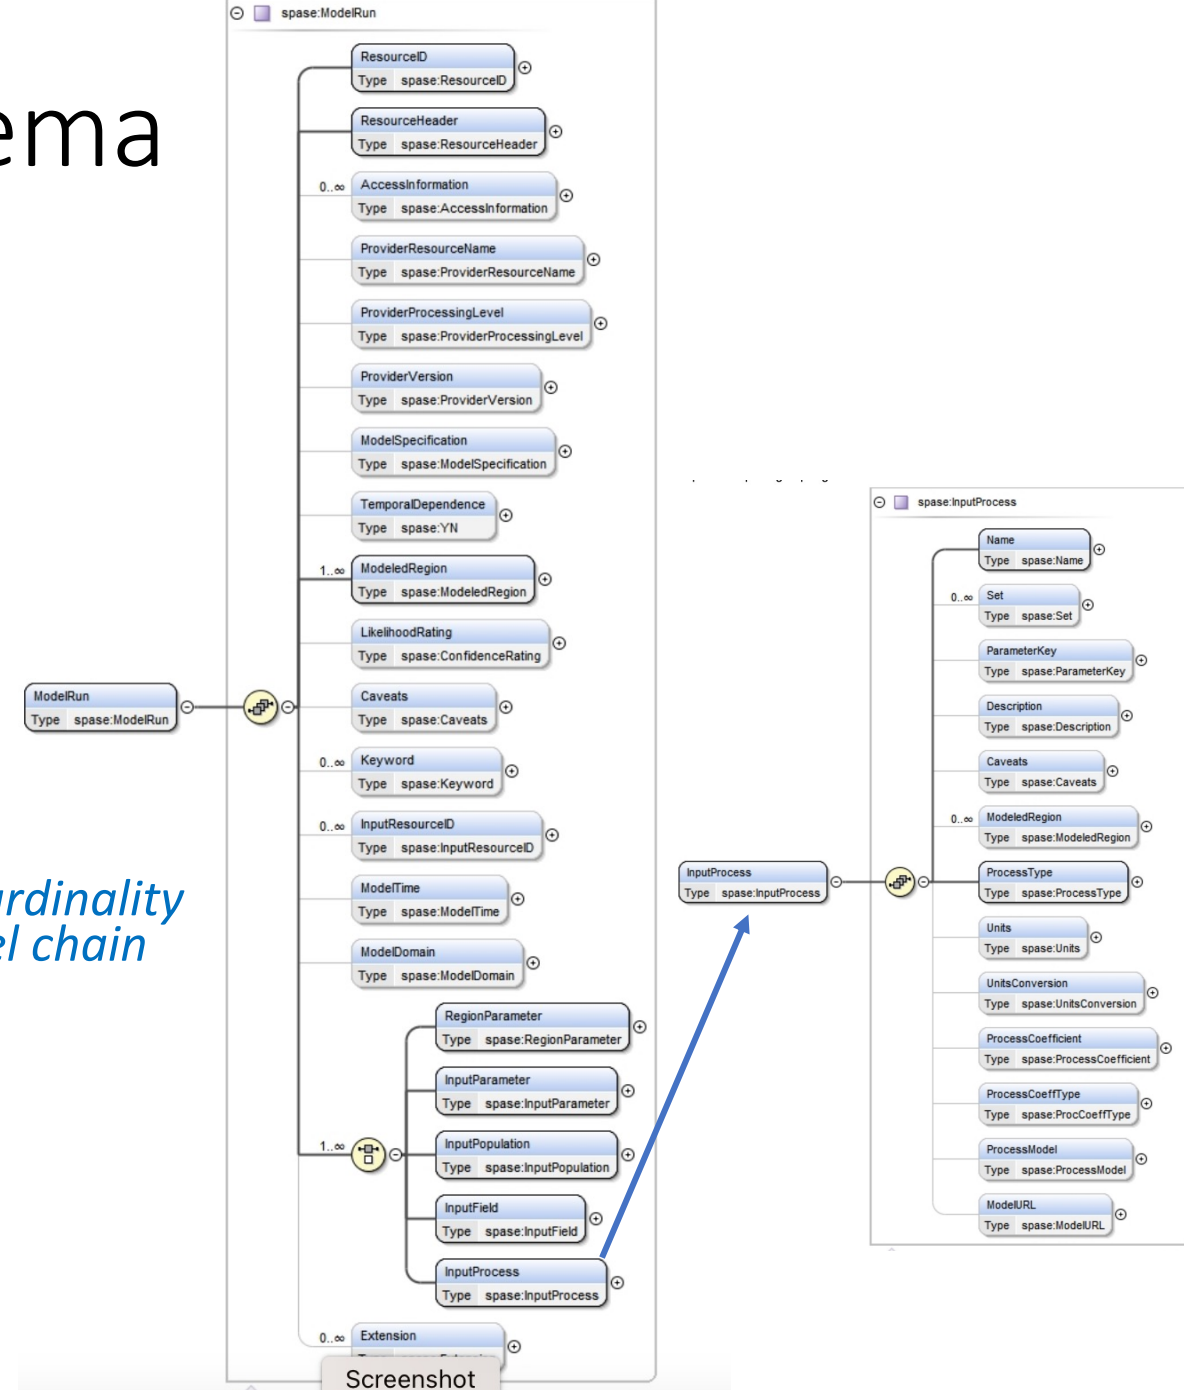 spase:ModelRun
ResourceID
Type spase:ResourceID
ema
ResourceHeader
Type spase:ResourceHeader
0..∞
AccessInformation
Type spase:AccessInformation
ProviderResourceName
Type spase:ProviderResourceName
ProviderProcessingLevel
Type spase:ProviderProcessingLevel
ProviderVersion
Type spase:ProviderVersion
ModelSpecification
Type spase:ModelSpecification
TemporalDependence
Type spase:YN
1..∞
ModeledRegion
Type spase:ModeledRegion
LikelihoodRating
Type spase:ConfidenceRating
ModelRun
Type spase:ModelRun
Caveats
Type spase:Caveats
0..∞
Keyword
Type spase:Keyword
0..∞
InputResourceID
Type spase:InputResourceID
ardinality
el chain
ModelTime
Type spase:ModelTime
ModelDomain
Type spase:ModelDomain
RegionParameter
Type spase:RegionParameter
InputParameter
Type spase:InputParameter
1..∞
InputPopulation
Type spase:InputPopulation
InputField
Type spase:InputField
InputProcess
Type spase:InputProcess
0..∞
Extension
Screenshot
spase:InputProcess
Name
Type spase:Name
0..∞
Set
Type spase:Set
ParameterKey
Type spase:ParameterKey
Description
Type spase:Description
Caveats
Type spase:Caveats
0..∞
ModeledRegion
Type spase:ModeledRegion
InputProcess
Type spase:InputProcess
ProcessType
Type spase:ProcessType
Units
Type spase:Units
UnitsConversion
Type spase:UnitsConversion
ProcessCoefficient
Type spase:ProcessCoefficient
ProcessCoeffType
Type spase:ProcCoeffType
ProcessModel
Type spase:ProcessModel
ModelURL
Type spase:ModelURL